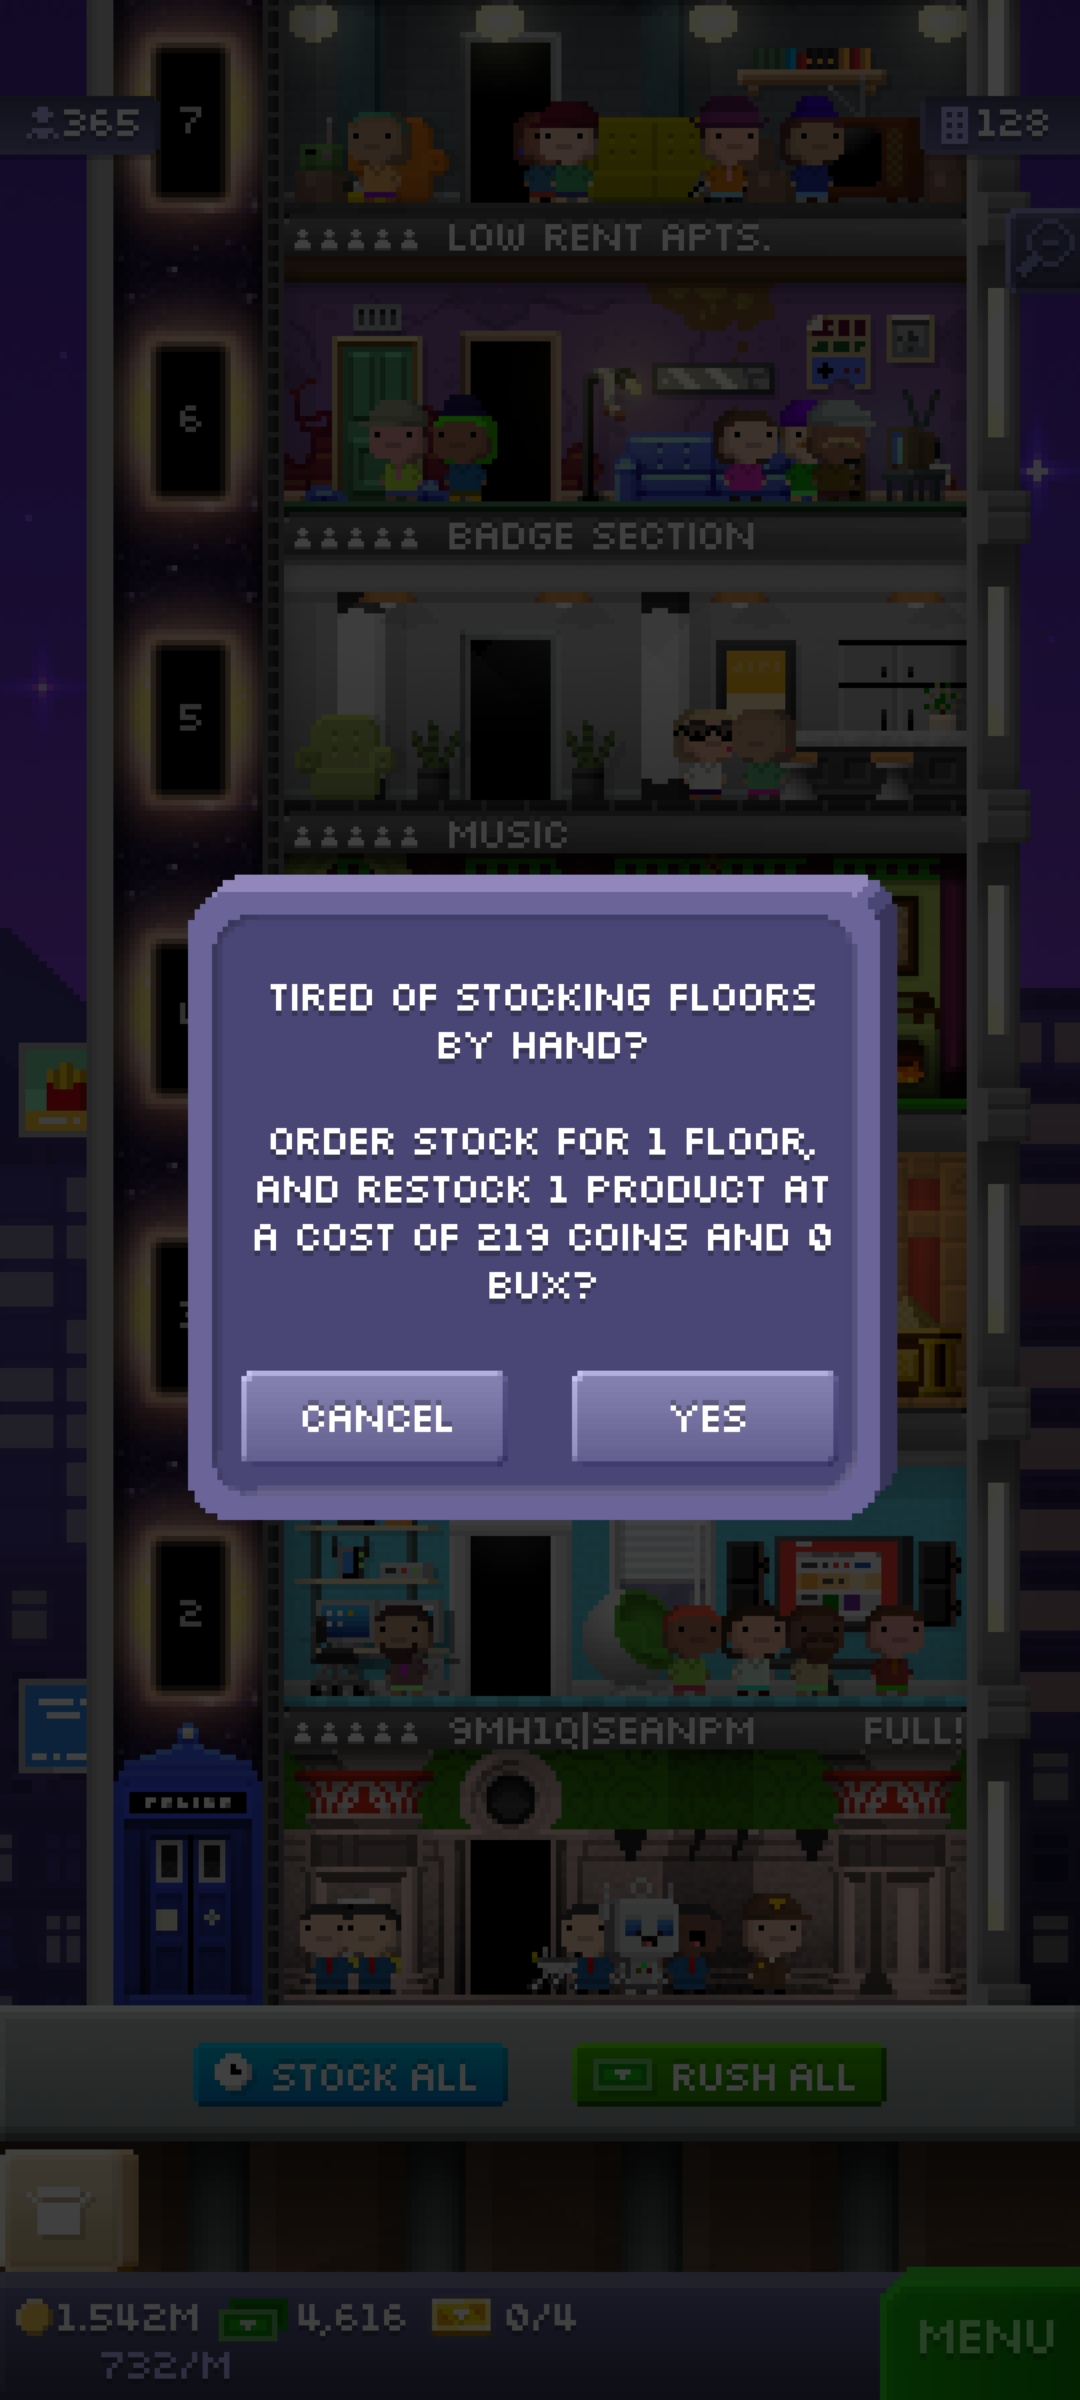 7
365
128
LOW RENT APTS.
6
BADGE SECTION
5
MUSIC
TIRED OF STOCKING FLOORS
BY HAND?
ORDER STOCK FOR 1 FLOOR,
AND RESTOCK 1 PRODUCT AT
A COST OF 219 COINS AND 0
BUX?
CANCEL
YES
2
9MH1Q|SEANPM
FULL!
POLICE
STOCK ALL
RUSH ALL
1.542M
4,616
0/4
732/M
MENU